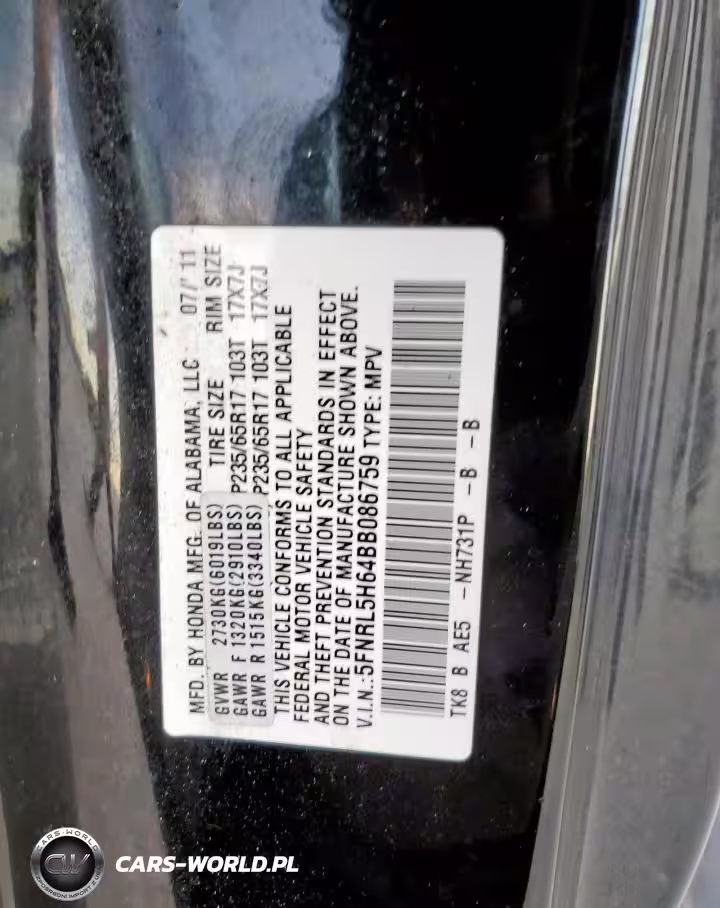 MFD. BY HONDA MFG. OF ALABAMA, LLC 07/'11
GVWR 2730KG(6019LBS) TIRE SIZE RIM SIZE
GAWR F 1320KG(2910LBS) P235/65R17 103T 17X7J
GAWR R 1515KG(3340LBS) P235/65R17 103T 17X7J
THIS VEHICLE CONFORMS TO ALL APPLICABLE
FEDERAL MOTOR VEHICLE SAFETY
AND THEFT PREVENTION STANDARDS IN EFFECT
ON THE DATE OF MANUFACTURE SHOWN ABOVE.
V.I.N.:5FNRL5H64BB086759 TYPE: MPV
TK8 B AE5 -NH731P -B -B
CARS-WORLD
CW
CARS-WORLD.PL